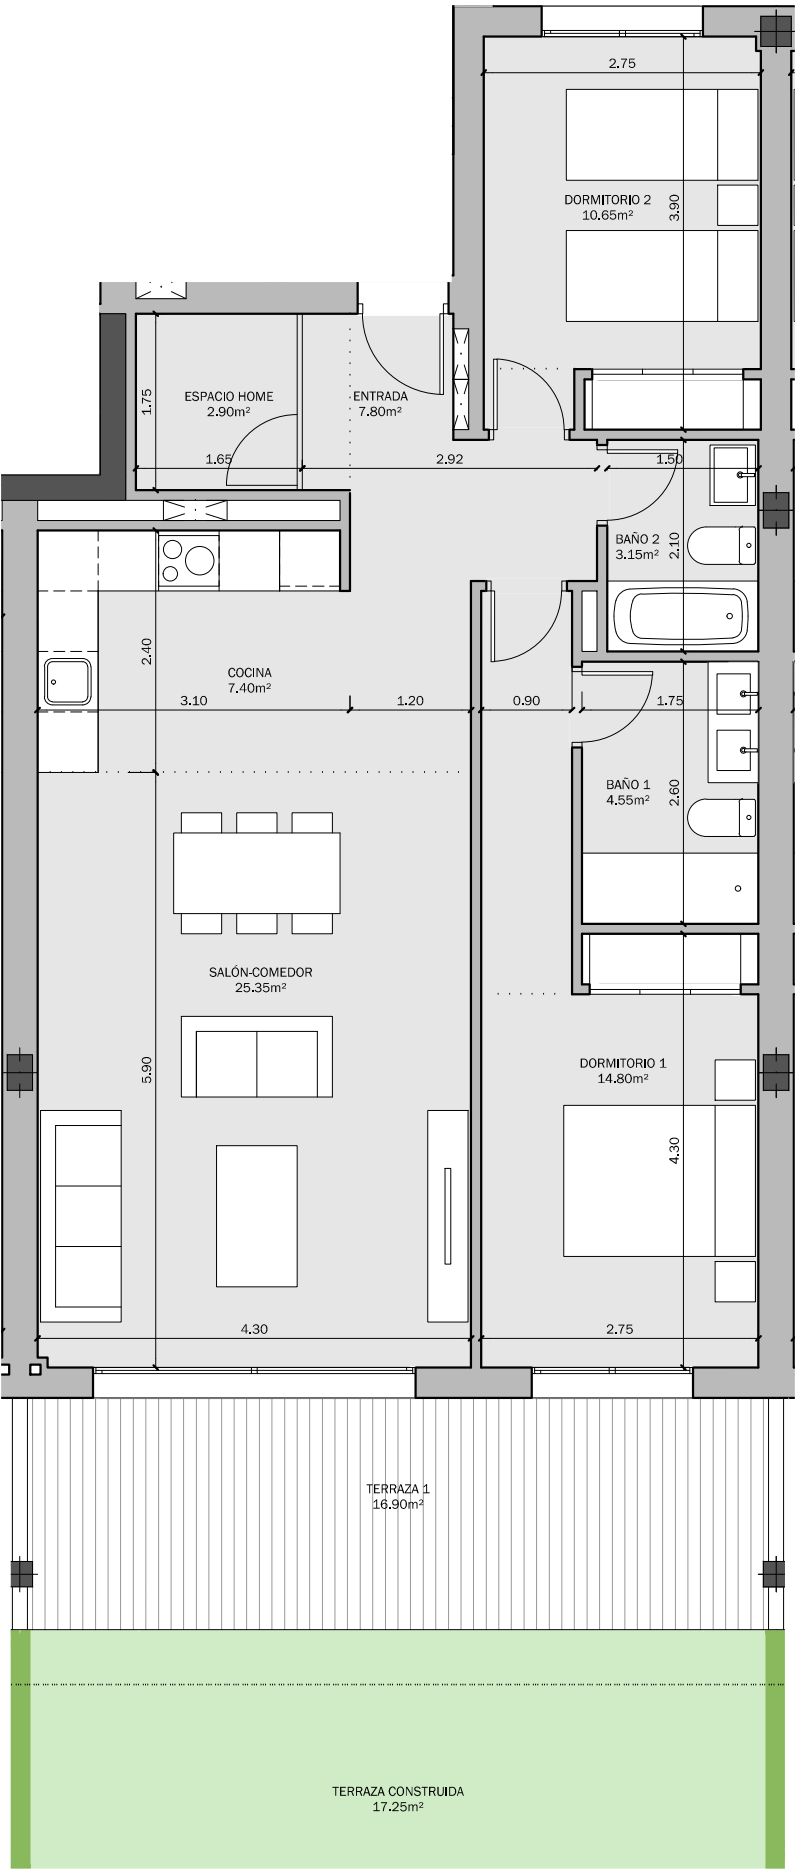 2.75
DORMITORIO 2
10.65m²
3.90
1.75
ESPACIO HOME
2.90m²
ENTRADA
7.80m²
1.65
2.92
1.50
BAÑO 2
3.15m²
2.10
2.40
COCINA
7.40m²
3.10
1.20
0.90
1.75
BAÑO 1
4.55m²
2.60
SALÓN-COMEDOR
25.35m²
5.90
DORMITORIO 1
14.80m²
4.30
4.30
2.75
TERRAZA 1
16.90m²
TERRAZA CONSTRUIDA
17.25m²